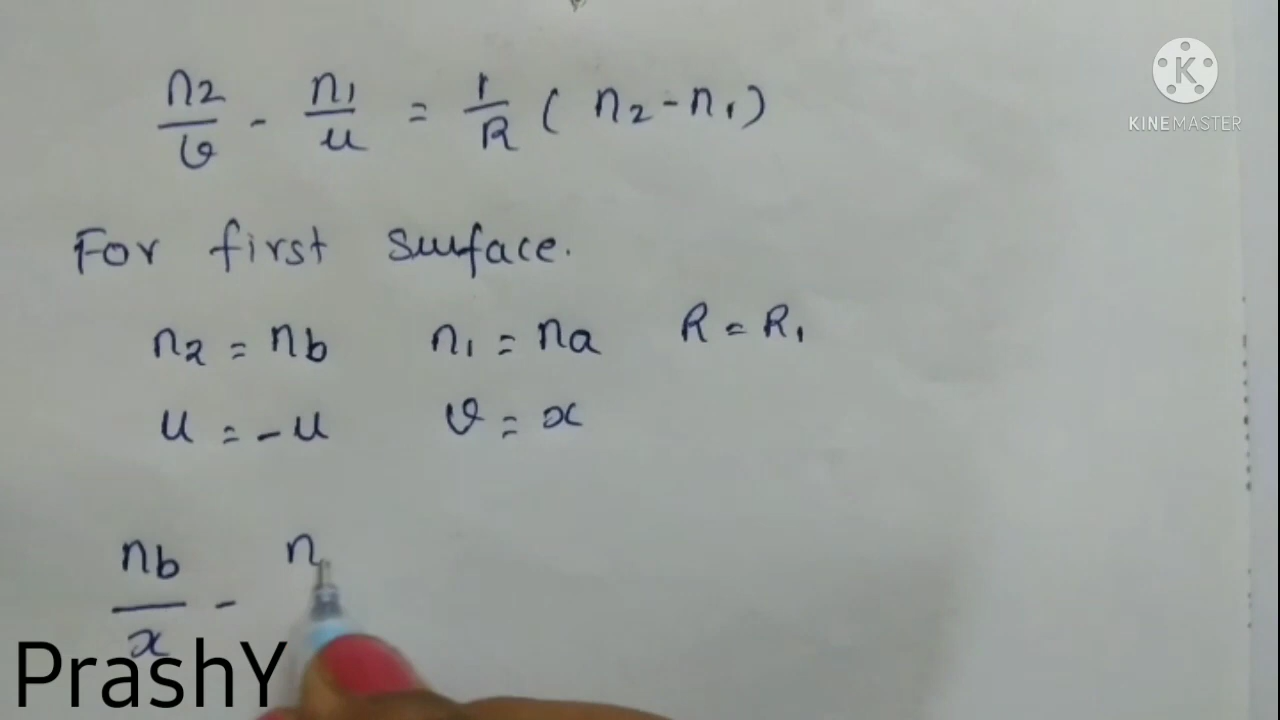 n2/v - n1/u = 1/R ( n2 - n1 )
KINEMASTER
For first surface.
n2 = nb n1 = na R = R1
u = -u v = x
nb/x - n
PrashY